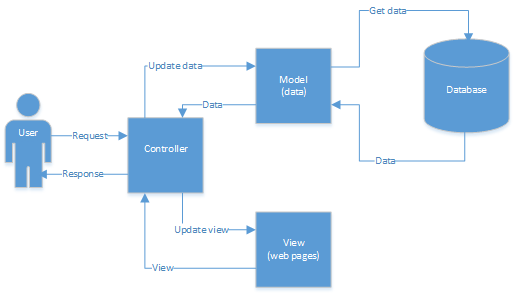 Get data
Update data
Model
(data)
Database
Data
User
Request
Controller
Data
Response
Update view
View
(web pages)
View